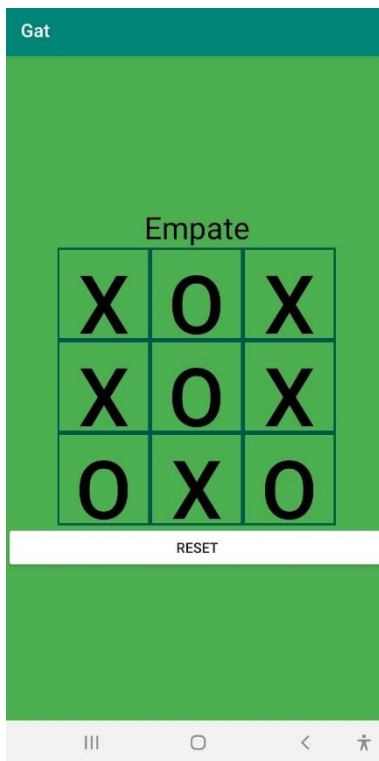 Gat
Empate
X O X
X O X
O X O
RESET